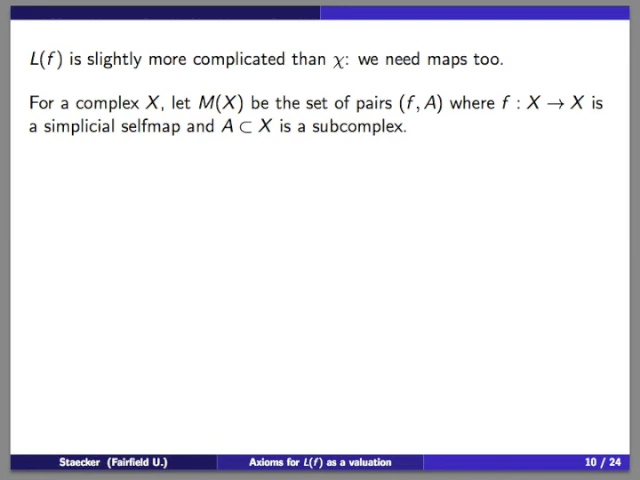 L(f) is slightly more complicated than χ: we need maps too.
For a complex X, let M(X) be the set of pairs (f, A) where f : X → X is
a simplicial selfmap and A ⊂ X is a subcomplex.
Staecker (Fairfield U.) Axioms for L(f) as a valuation 10 / 24